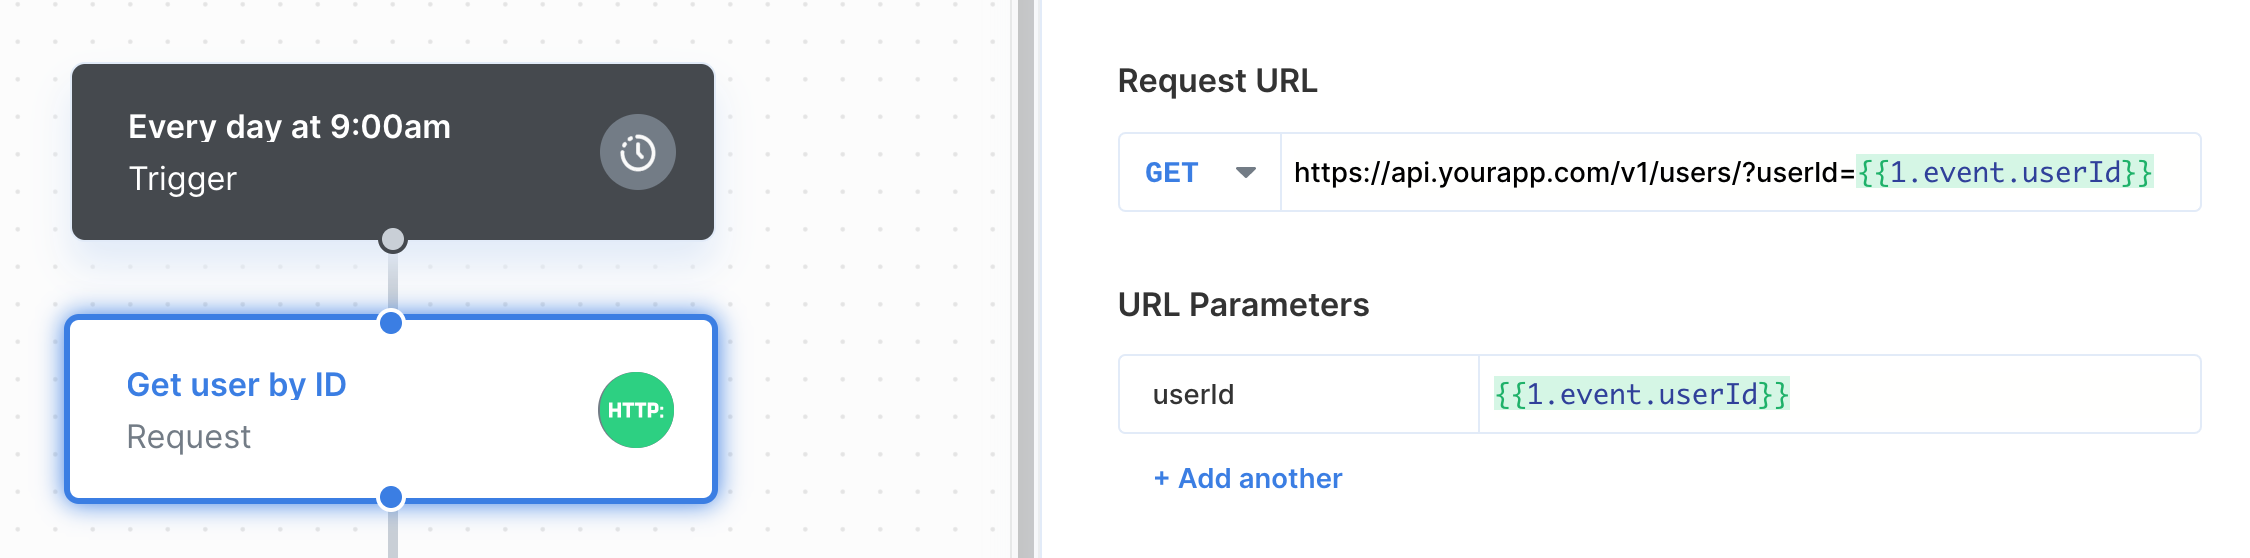 Every day at 9:00am
Trigger
Get user by ID
Request
HTTP:
Request URL
GET
https://api.yourapp.com/v1/users/?userId={{1.event.userId}}
URL Parameters
userId
{{1.event.userId}}
+ Add another